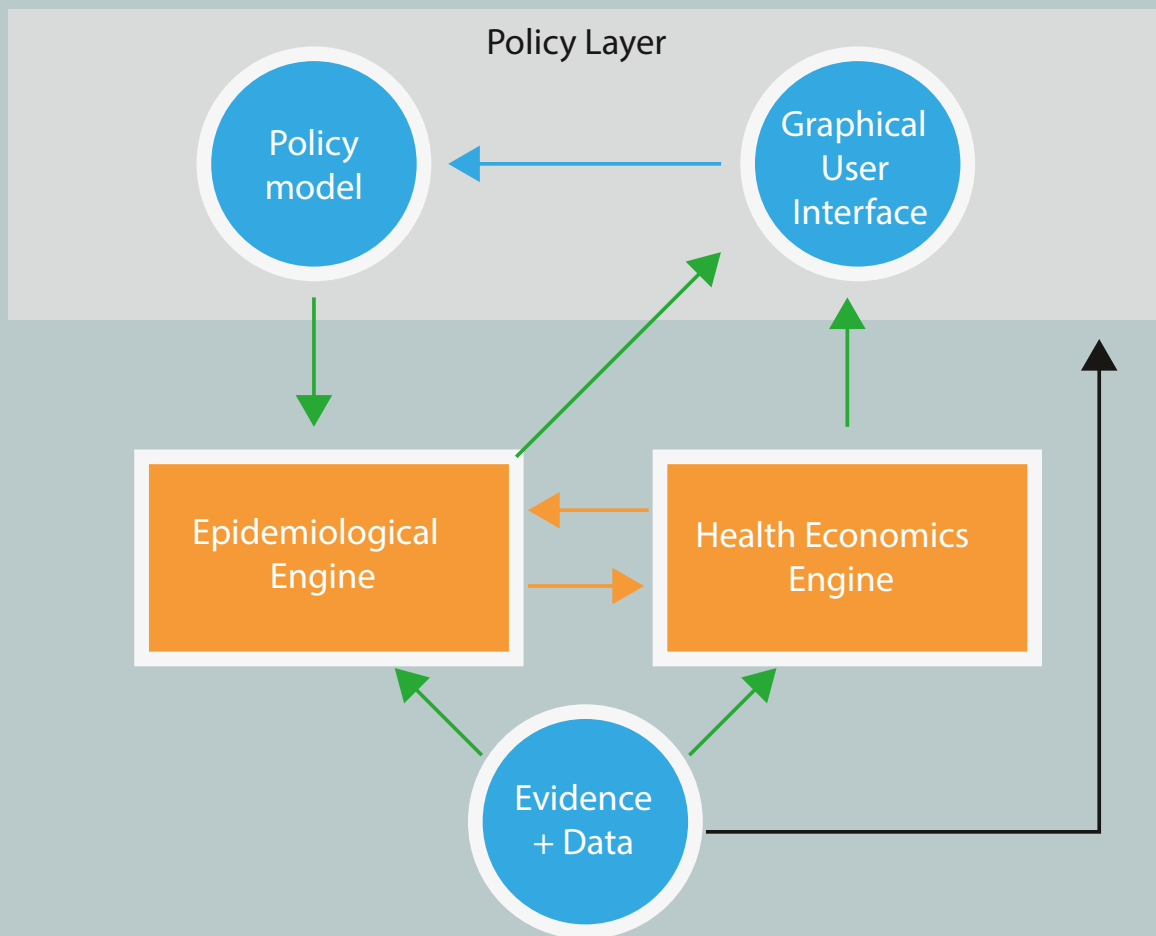 Policy Layer
Policy
model
Graphical
User
Interface
Epidemiological
Engine
Health Economics
Engine
Evidence
+ Data